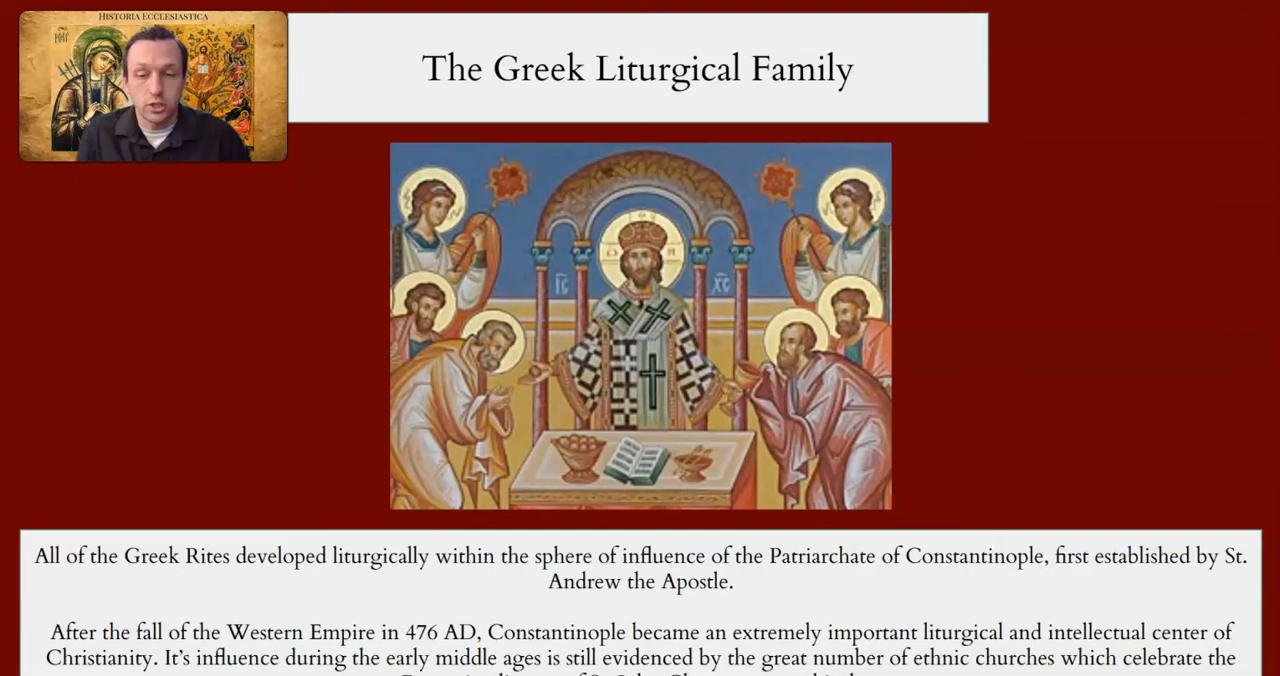 HISTORIA ECCLESIASTICA
The Greek Liturgical Family
IC
XC
All of the Greek Rites developed liturgically within the sphere of influence of the Patriarchate of Constantinople, first established by St.
Andrew the Apostle.
After the fall of the Western Empire in 476 AD, Constantinople became an extremely important liturgical and intellectual center of
Christianity. It's influence during the early middle ages is still evidenced by the great number of ethnic churches which celebrate the